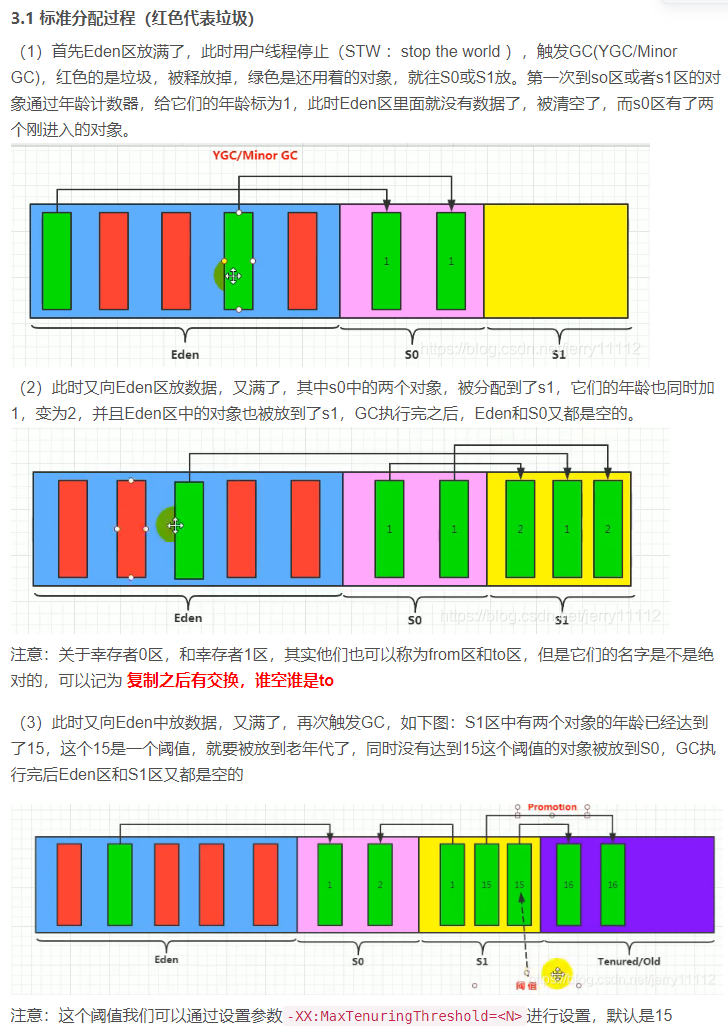 3.1 标准分配过程（红色代表垃圾）
（1）首先Eden区放满了，此时用户线程停止（STW ：stop the world ），触发GC(YGC/Minor
GC)，红色的是垃圾，被释放掉，绿色是还用着的对象，就往S0或S1放。第一次到so区或者s1区的对
象通过年龄计数器，给它们的年龄标为1，此时Eden区里面就没有数据了，被清空了，而s0区有了两
个刚进入的对象。
YGC/Minor GC
1 1
Eden S0 S1
https://blog.csdn.net/jerry11112
（2）此时又向Eden区放数据，又满了，其中s0中的两个对象，被分配到了s1，它们的年龄也同时加
1，变为2，并且Eden区中的对象也被放到了s1，GC执行完之后，Eden和S0又都是空的。
1 1 2 1 2
Eden S0 S1
https://blog.csdn.net/jerry11112
注意：关于幸存者0区，和幸存者1区，其实他们也可以称为from区和to区，但是它们的名字是不是绝
对的，可以记为 复制之后有交换，谁空谁是to
（3）此时又向Eden中放数据，又满了，再次触发GC，如下图：S1区中有两个对象的年龄已经达到
了15，这个15是一个阈值，就要被放到老年代了，同时没有达到15这个阈值的对象被放到S0，GC执
行完后Eden区和S1区又都是空的
Promotion
1 2 1 15 15 16 16
Eden S0 S1 Tenured/Old
阈值
https://blog.csdn.net/jerry11112
注意：这个阈值我们可以通过设置参数 -XX:MaxTenuringThreshold=<N> 进行设置，默认是15